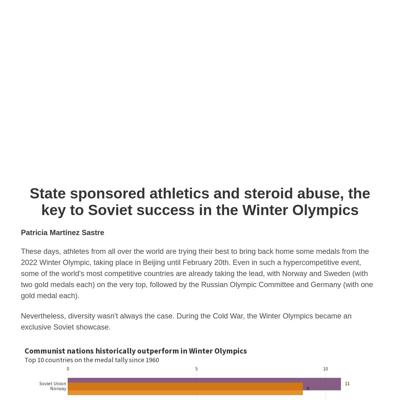 State sponsored athletics and steroid abuse, the
key to Soviet success in the Winter Olympics
Patricia Martínez Sastre
These days, athletes from all over the world are trying their best to bring back home some medals from the
2022 Winter Olympic, taking place in Beijing until February 20th. Even in such a hypercompetitive event,
some of the world's most competitive countries are already taking the lead, with Norway and Sweden (with
two gold medals each) on the very top, followed by the Russian Olympic Committee and Germany (with one
gold medal each).
Nevertheless, diversity wasn't always the case. During the Cold War, the Winter Olympics became an
exclusive Soviet showcase.
Communist nations historically outperform in Winter Olympics
Top 10 countries on the medal tally since 1960
0 5 10
Soviet Union 11
Norway